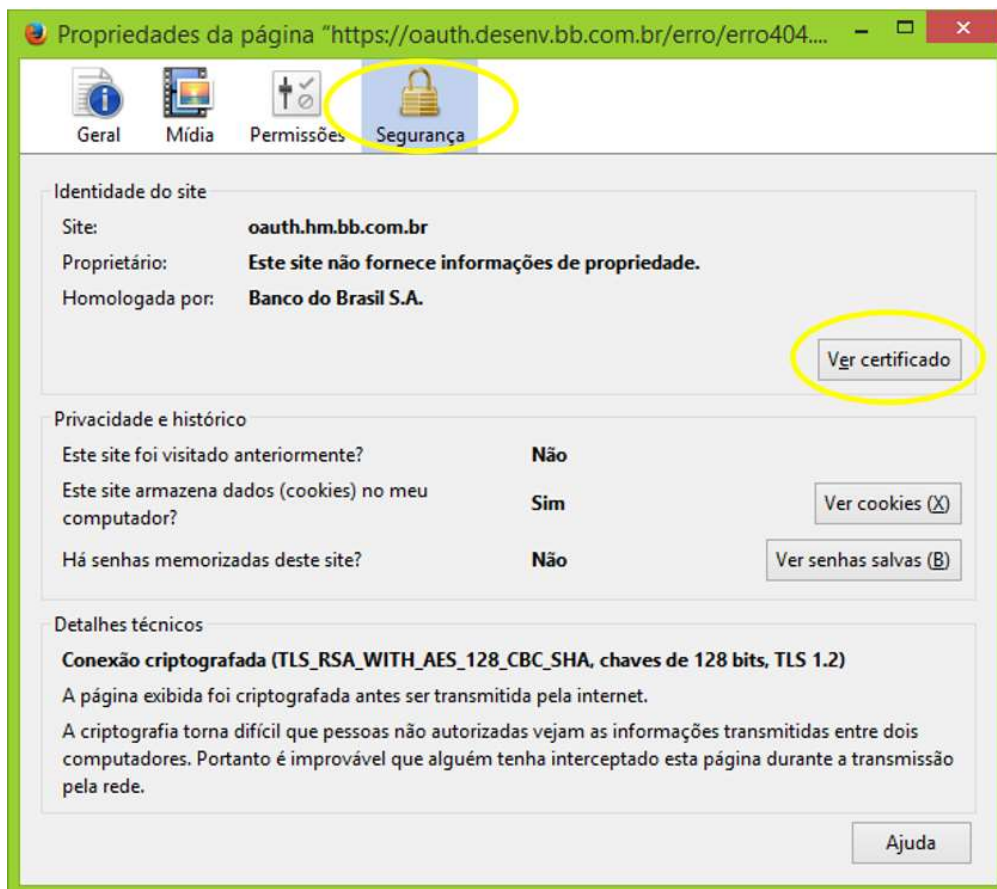 Propriedades da página "https://oauth.desenv.bb.com.br/erro/erro404....
Geral Mídia Permissões Segurança
Identidade do site
Site: oauth.hm.bb.com.br
Proprietário: Este site não fornece informações de propriedade.
Homologada por: Banco do Brasil S.A.
Ver certificado
Privacidade e histórico
Este site foi visitado anteriormente? Não
Este site armazena dados (cookies) no meu
computador? Sim Ver cookies (X)
Há senhas memorizadas deste site? Não Ver senhas salvas (B)
Detalhes técnicos
Conexão criptografada (TLS_RSA_WITH_AES_128_CBC_SHA, chaves de 128 bits, TLS 1.2)
A página exibida foi criptografada antes ser transmitida pela internet.
A criptografia torna difícil que pessoas não autorizadas vejam as informações transmitidas entre dois
computadores. Portanto é improvável que alguém tenha interceptado esta página durante a transmissão
pela rede.
Ajuda